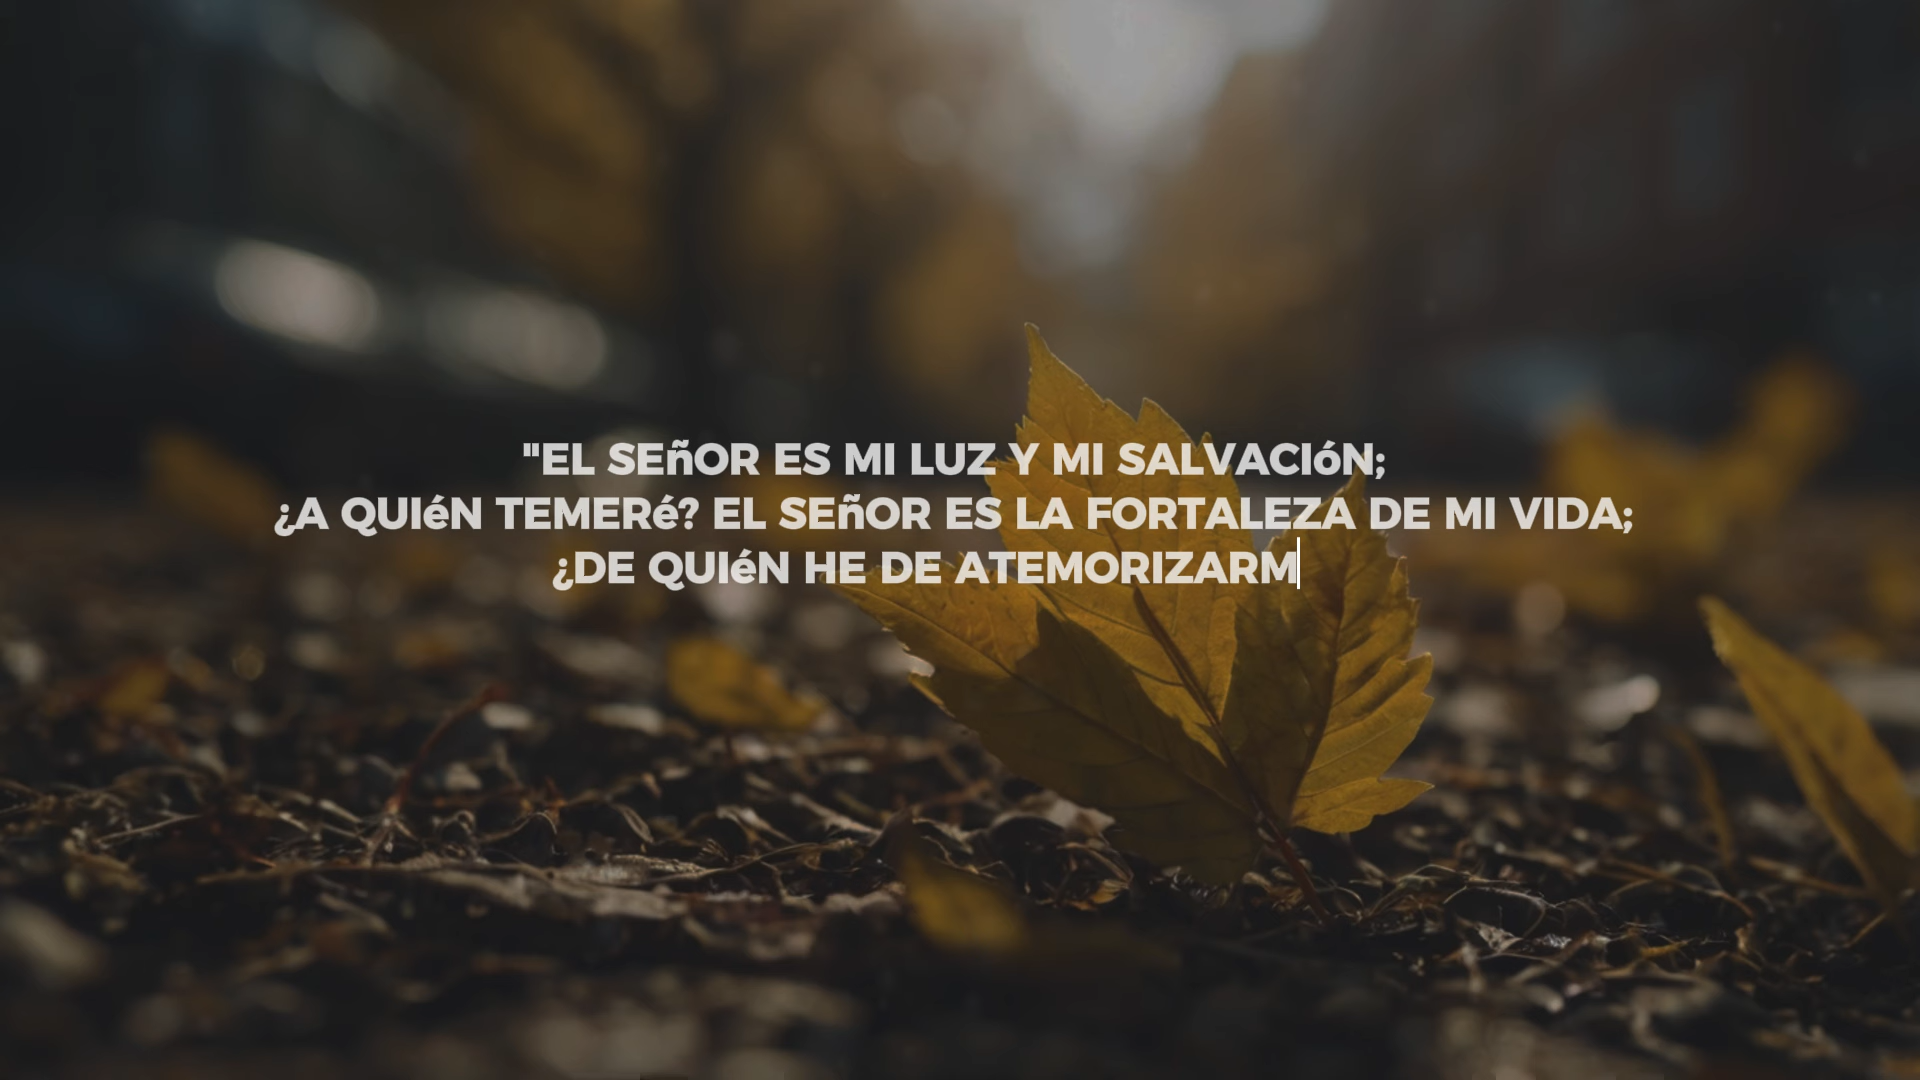 "EL SEñOR ES MI LUZ Y MI SALVACIóN;
¿A QUIéN TEMERé? EL SEñOR ES LA FORTALEZA DE MI VIDA;
¿DE QUIéN HE DE ATEMORIZARM